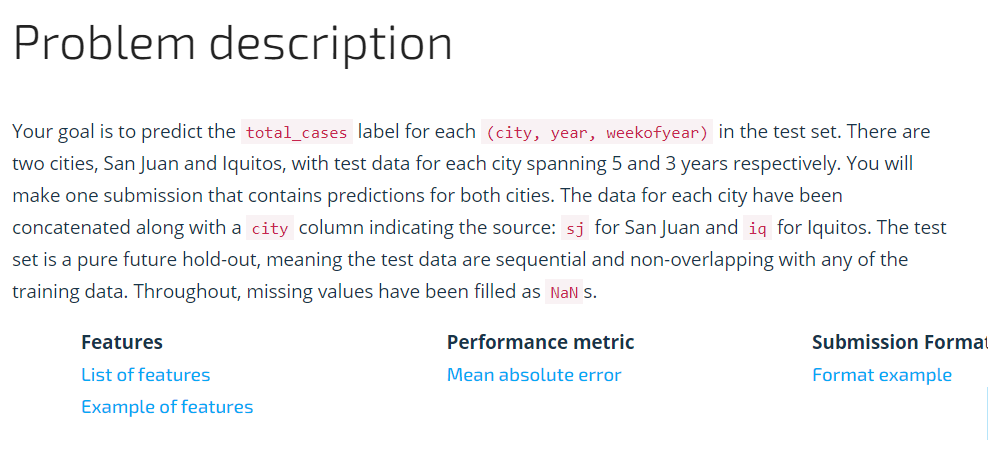 Problem description
Your goal is to predict the total_cases label for each (city, year, weekofyear) in the test set. There are
two cities, San Juan and Iquitos, with test data for each city spanning 5 and 3 years respectively. You will
make one submission that contains predictions for both cities. The data for each city have been
concatenated along with a city column indicating the source: sj for San Juan and iq for Iquitos. The test
set is a pure future hold-out, meaning the test data are sequential and non-overlapping with any of the
training data. Throughout, missing values have been filled as NaN s.
Features
List of features
Example of features
Performance metric
Mean absolute error
Submission Format
Format example